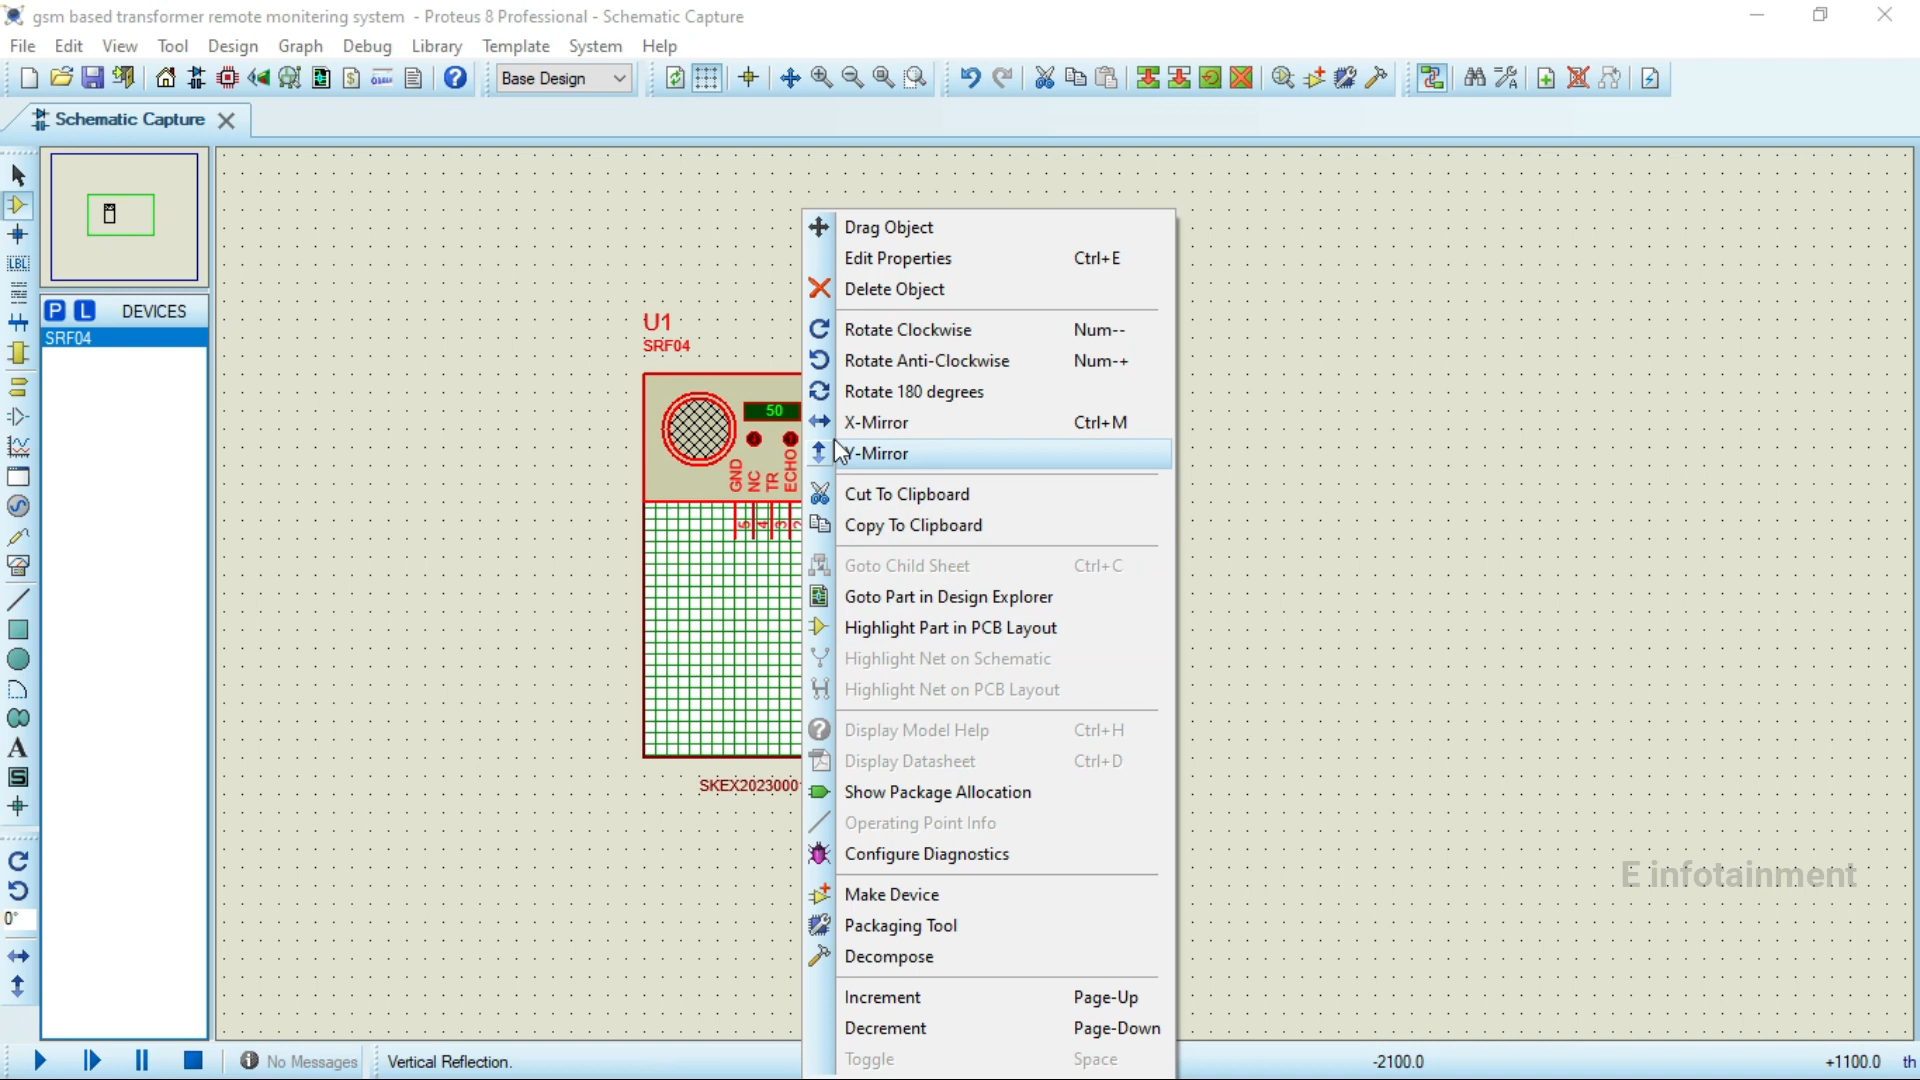 gsm based transformer remote monitering system - Proteus 8 Professional - Schematic Capture
File Edit View Tool Design Graph Debug Library Template System Help
Base Design
Schematic Capture
P L DEVICES
SRF04
LBL
A
S
0°
U1
SRF04
50
GND
NC
TR
ECHO
5
4
3
2
SKEX2023000
Drag Object
Edit Properties Ctrl+E
Delete Object
Rotate Clockwise Num--
Rotate Anti-Clockwise Num-+
Rotate 180 degrees
X-Mirror Ctrl+M
Y-Mirror
Cut To Clipboard
Copy To Clipboard
Goto Child Sheet Ctrl+C
Goto Part in Design Explorer
Highlight Part in PCB Layout
Highlight Net on Schematic
Highlight Net on PCB Layout
Display Model Help Ctrl+H
Display Datasheet Ctrl+D
Show Package Allocation
Operating Point Info
Configure Diagnostics
Make Device
Packaging Tool
Decompose
Increment Page-Up
Decrement Page-Down
Toggle Space
E infotainment
No Messages Vertical Reflection. -2100.0 +1100.0 th